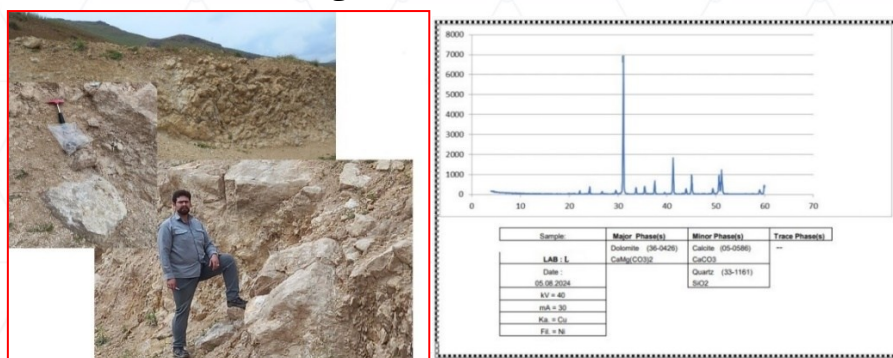 8000
7000
6000
5000
4000
3000
2000
1000
0
0 10 20 30 40 50 60 70
Sample: Major Phase(s) Minor Phase(s) Trace Phase(s)
LAB : L Dolomite (36-0426) Calcite (05-0586) ---
CaMg(CO3)2 CaCO3
Date : Quartz (33-1161)
05.08.2024 SiO2
kV = 40
mA = 30
Ka. = Cu
Fil. = Ni